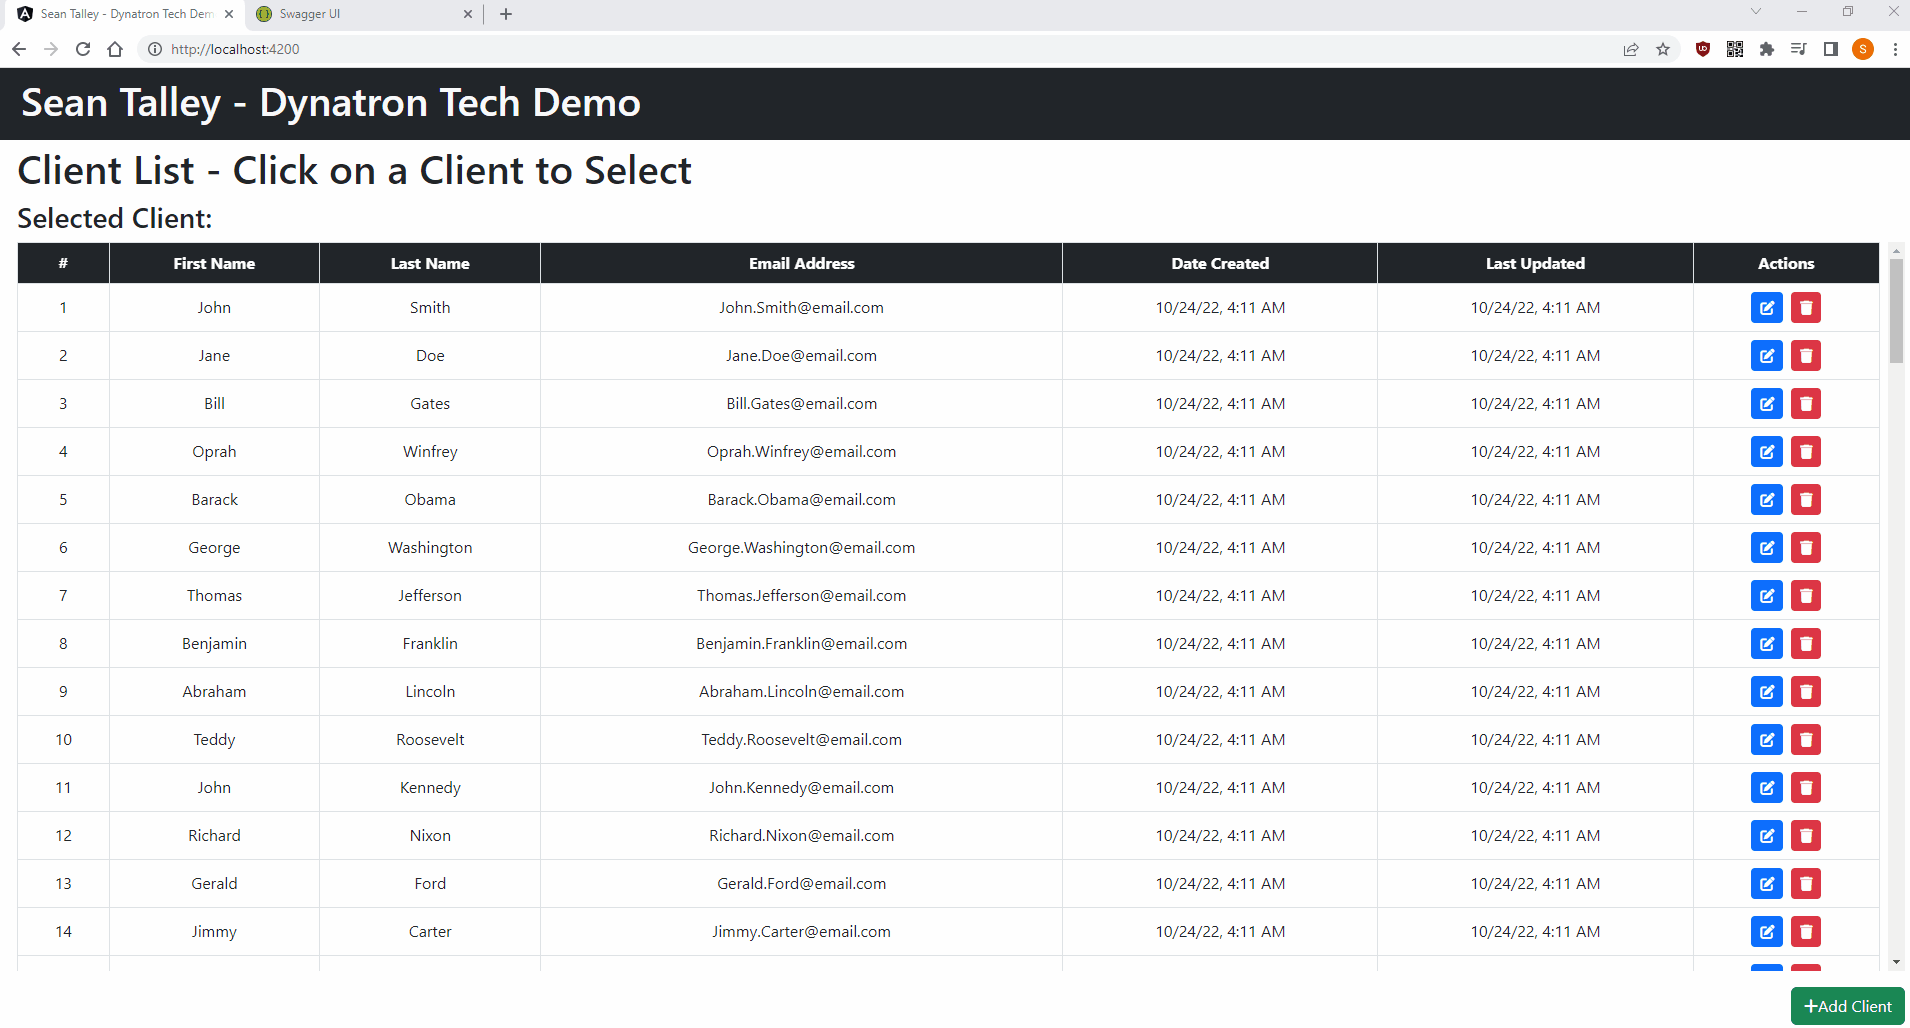 Sean Talley - Dynatron Tech Dem
Swagger UI
http://localhost:4200
S
Sean Talley - Dynatron Tech Demo
Client List - Click on a Client to Select
Selected Client:
# First Name Last Name Email Address Date Created Last Updated Actions
1 John Smith John.Smith@email.com 10/24/22, 4:11 AM 10/24/22, 4:11 AM
2 Jane Doe Jane.Doe@email.com 10/24/22, 4:11 AM 10/24/22, 4:11 AM
3 Bill Gates Bill.Gates@email.com 10/24/22, 4:11 AM 10/24/22, 4:11 AM
4 Oprah Winfrey Oprah.Winfrey@email.com 10/24/22, 4:11 AM 10/24/22, 4:11 AM
5 Barack Obama Barack.Obama@email.com 10/24/22, 4:11 AM 10/24/22, 4:11 AM
6 George Washington George.Washington@email.com 10/24/22, 4:11 AM 10/24/22, 4:11 AM
7 Thomas Jefferson Thomas.Jefferson@email.com 10/24/22, 4:11 AM 10/24/22, 4:11 AM
8 Benjamin Franklin Benjamin.Franklin@email.com 10/24/22, 4:11 AM 10/24/22, 4:11 AM
9 Abraham Lincoln Abraham.Lincoln@email.com 10/24/22, 4:11 AM 10/24/22, 4:11 AM
10 Teddy Roosevelt Teddy.Roosevelt@email.com 10/24/22, 4:11 AM 10/24/22, 4:11 AM
11 John Kennedy John.Kennedy@email.com 10/24/22, 4:11 AM 10/24/22, 4:11 AM
12 Richard Nixon Richard.Nixon@email.com 10/24/22, 4:11 AM 10/24/22, 4:11 AM
13 Gerald Ford Gerald.Ford@email.com 10/24/22, 4:11 AM 10/24/22, 4:11 AM
14 Jimmy Carter Jimmy.Carter@email.com 10/24/22, 4:11 AM 10/24/22, 4:11 AM
+Add Client